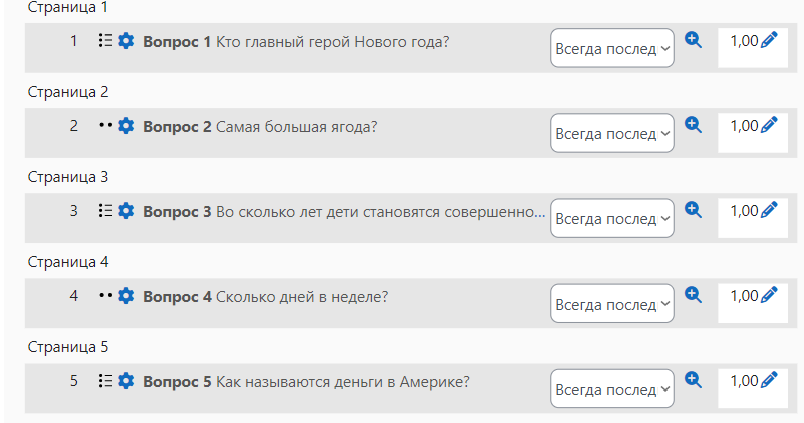 Страница 1
1 Вопрос 1 Кто главный герой Нового года? Всегда послед 1,00
Страница 2
2 Вопрос 2 Самая большая ягода? Всегда послед 1,00
Страница 3
3 Вопрос 3 Во сколько лет дети становятся совершенно... Всегда послед 1,00
Страница 4
4 Вопрос 4 Сколько дней в неделе? Всегда послед 1,00
Страница 5
5 Вопрос 5 Как называются деньги в Америке? Всегда послед 1,00